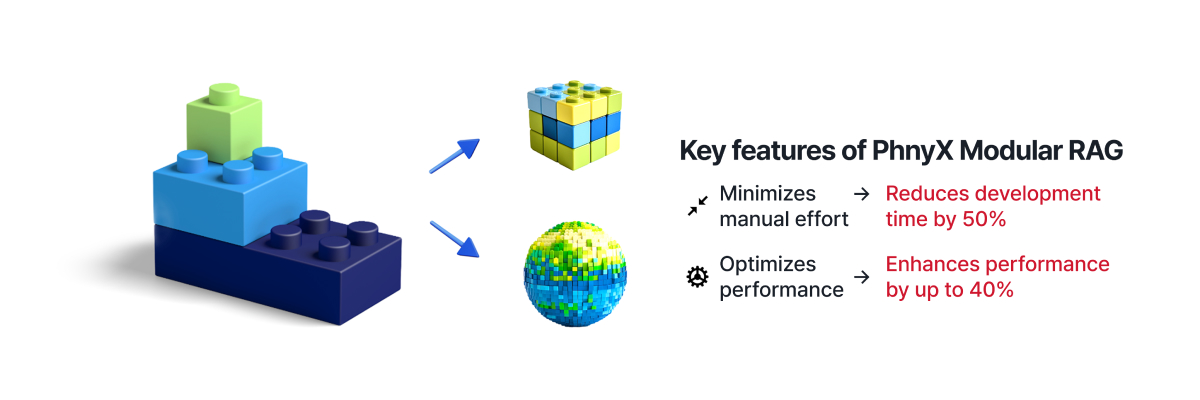 Key features of PhnyX Modular RAG
Minimizes → Reduces development
manual effort time by 50%
Optimizes → Enhances performance
performance by up to 40%